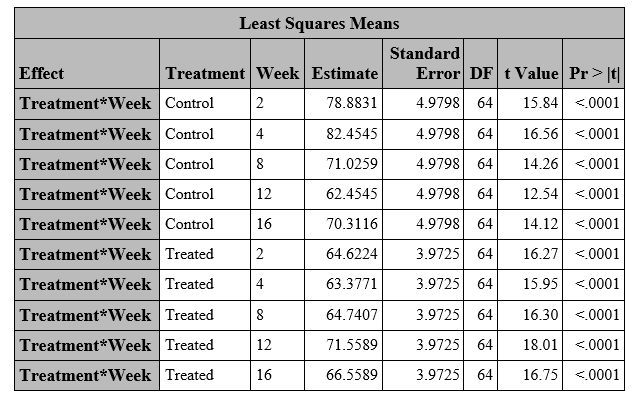 Least Squares Means
Effect Treatment Week Estimate Standard Error DF t Value Pr > |t|
Treatment*Week Control 2 78.8831 4.9798 64 15.84 <.0001
Treatment*Week Control 4 82.4545 4.9798 64 16.56 <.0001
Treatment*Week Control 8 71.0259 4.9798 64 14.26 <.0001
Treatment*Week Control 12 62.4545 4.9798 64 12.54 <.0001
Treatment*Week Control 16 70.3116 4.9798 64 14.12 <.0001
Treatment*Week Treated 2 64.6224 3.9725 64 16.27 <.0001
Treatment*Week Treated 4 63.3771 3.9725 64 15.95 <.0001
Treatment*Week Treated 8 64.7407 3.9725 64 16.30 <.0001
Treatment*Week Treated 12 71.5589 3.9725 64 18.01 <.0001
Treatment*Week Treated 16 66.5589 3.9725 64 16.75 <.0001